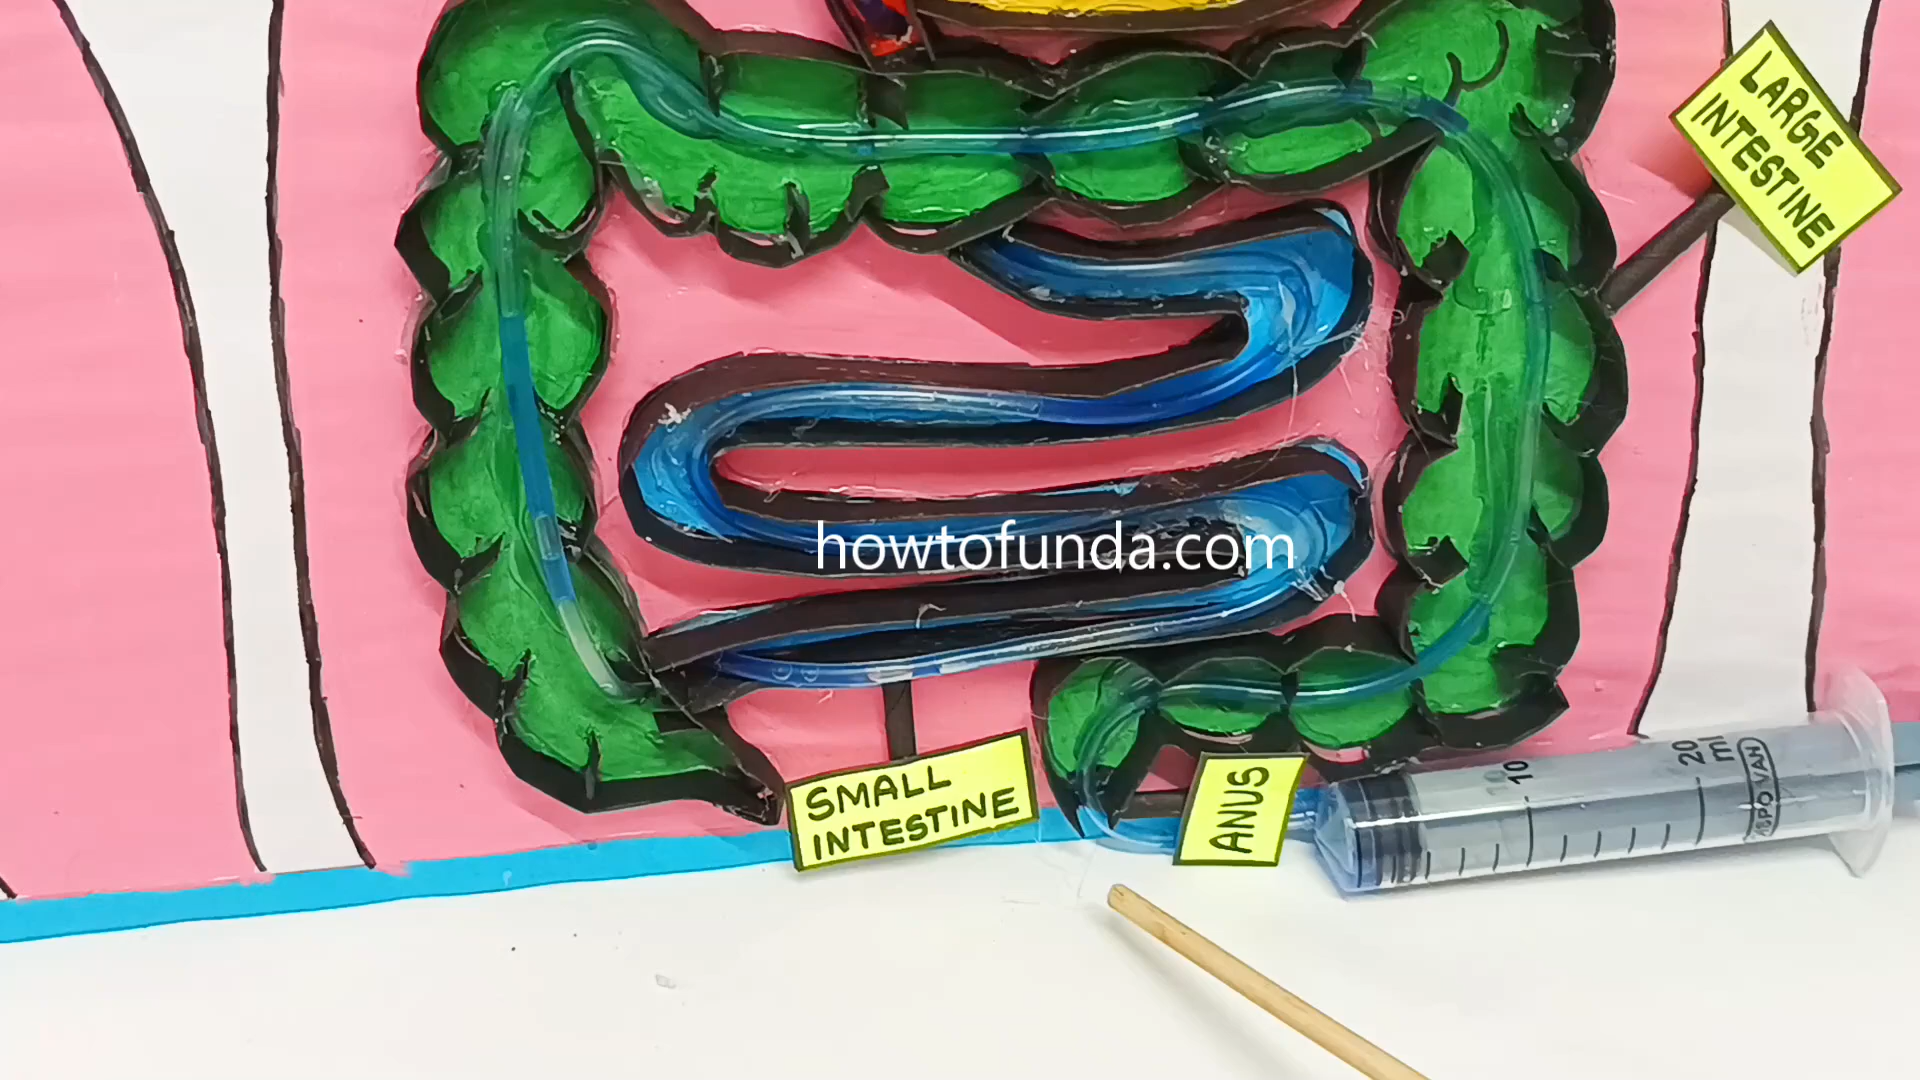 LARGE
INTESTINE
howtofunda.com
SMALL
INTESTINE
ANUS
10
20
ml